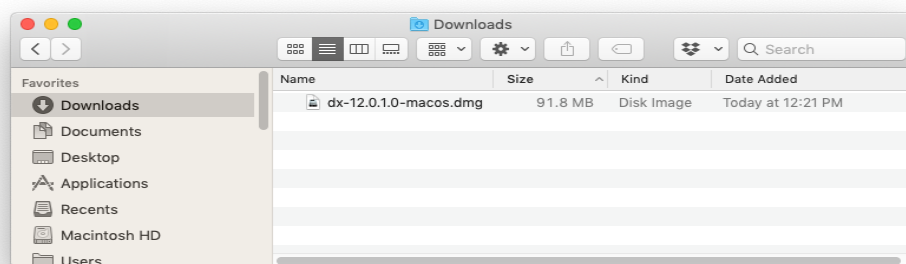 Downloads
Search
Favorites
Downloads
Documents
Desktop
Applications
Recents
Macintosh HD
Users
Name Size Kind Date Added
dx-12.0.1.0-macos.dmg 91.8 MB Disk Image Today at 12:21 PM